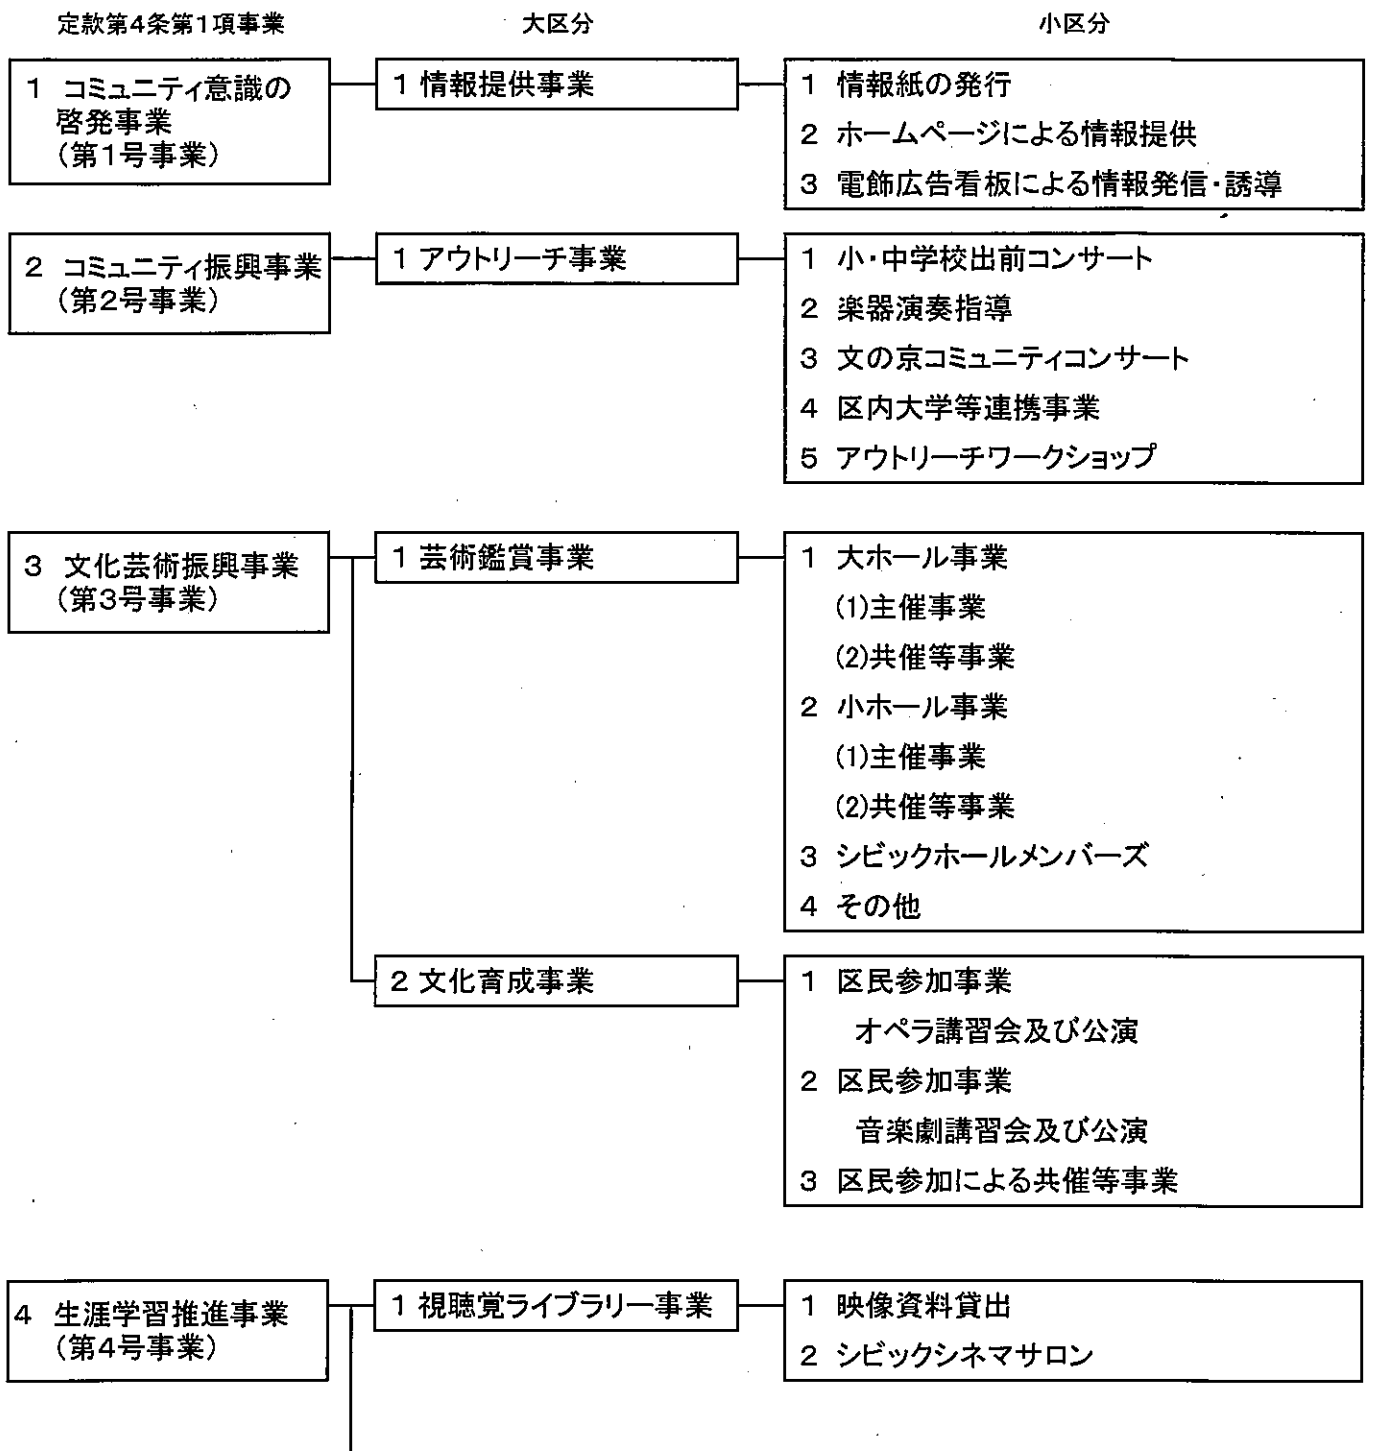 定款第4条第1項事業
大区分
小区分
1 コミュニティ意識の
啓発事業
(第1号事業)
1 情報提供事業
1 情報紙の発行
2 ホームページによる情報提供
3 電飾広告看板による情報発信・誘導
2 コミュニティ振興事業
(第2号事業)
1 アウトリーチ事業
1 小・中学校出前コンサート
2 楽器演奏指導
3 文の京コミュニティコンサート
4 区内大学等連携事業
5 アウトリーチワークショップ
3 文化芸術振興事業
(第3号事業)
1 芸術鑑賞事業
1 大ホール事業
(1)主催事業
(2)共催等事業
2 小ホール事業
(1)主催事業
(2)共催等事業
3 シビックホールメンバーズ
4 その他
2 文化育成事業
1 区民参加事業
オペラ講習会及び公演
2 区民参加事業
音楽劇講習会及び公演
3 区民参加による共催等事業
4 生涯学習推進事業
(第4号事業)
1 視聴覚ライブラリー事業
1 映像資料貸出
2 シビックシネマサロン